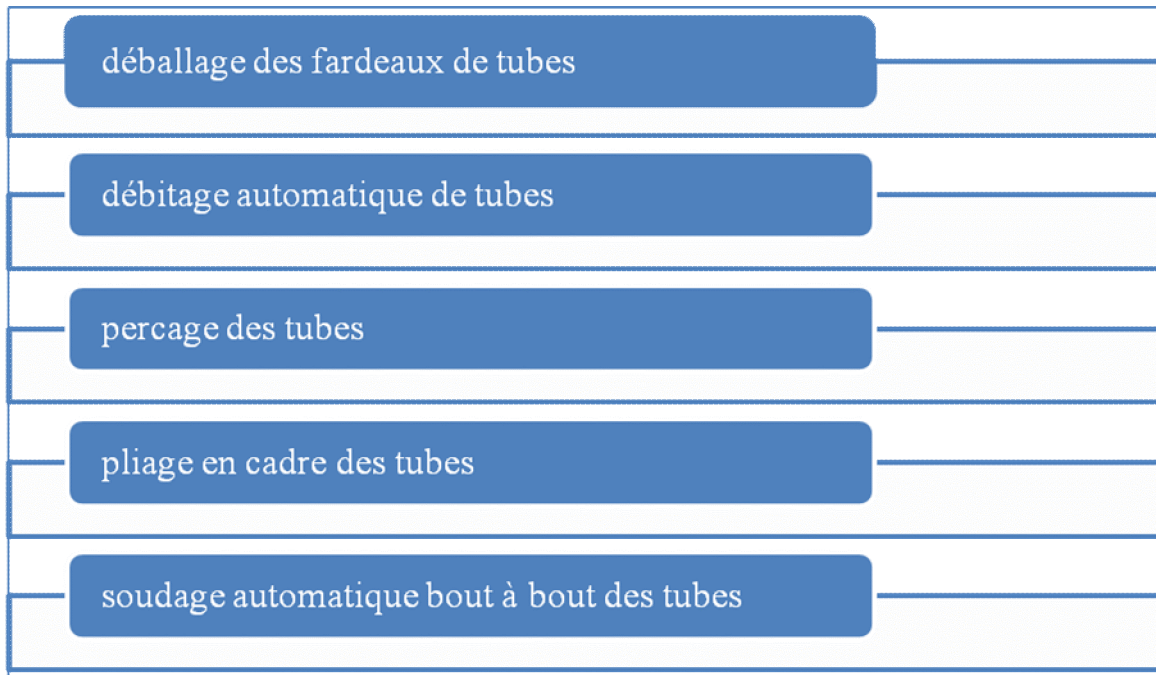 déballage des fardeaux de tubes
débitage automatique de tubes
percage des tubes
pliage en cadre des tubes
soudage automatique bout à bout des tubes